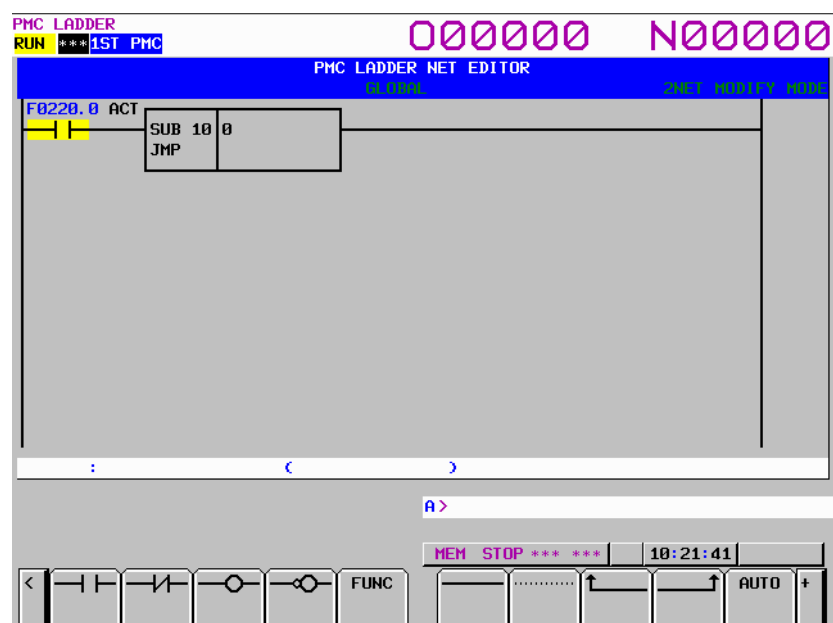 PMC LADDER
RUN ***1ST PMC O00000 N00000
PMC LADDER NET EDITOR
GLOBAL 2NET MODIFY MODE
F0220.0 ACT
SUB 10 0
JMP
: ( )
A>
MEM STOP *** *** 10:21:41
< FUNC AUTO +